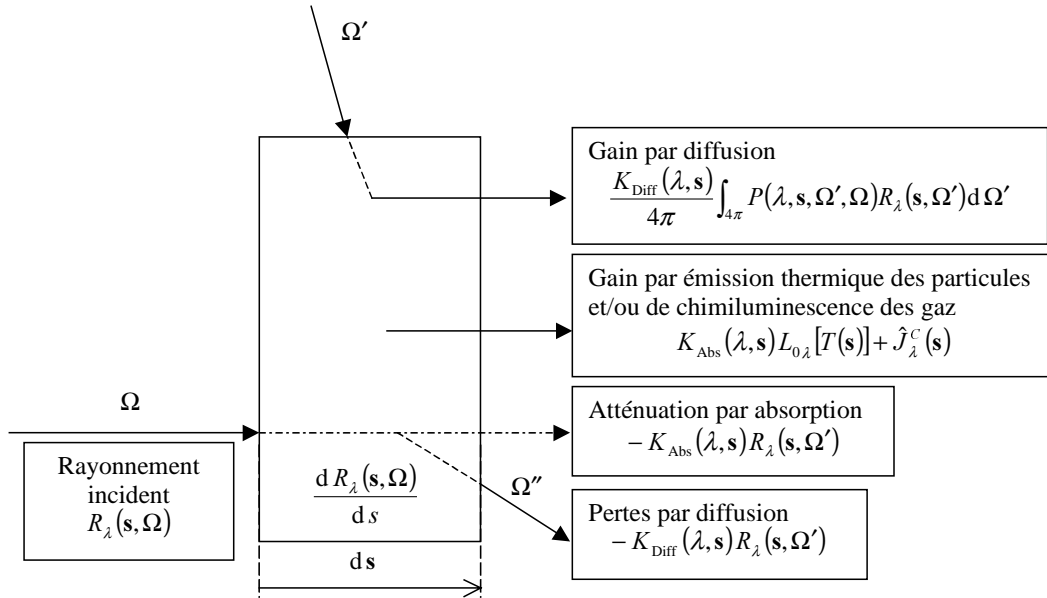 Ω′
Gain par diffusion
K_Diff(λ, s)/4π ∫_4π P(λ, s, Ω′, Ω) R_λ(s, Ω′) d Ω′
Gain par émission thermique des particules
et/ou de chimiluminescence des gaz
K_Abs(λ, s) L_0λ [T(s)] + Ĵ_λ^C(s)
Ω
Atténuation par absorption
− K_Abs(λ, s) R_λ(s, Ω′)
Rayonnement
incident
R_λ(s, Ω)
d R_λ(s, Ω)/d s
Ω″
Pertes par diffusion
− K_Diff(λ, s) R_λ(s, Ω′)
d s